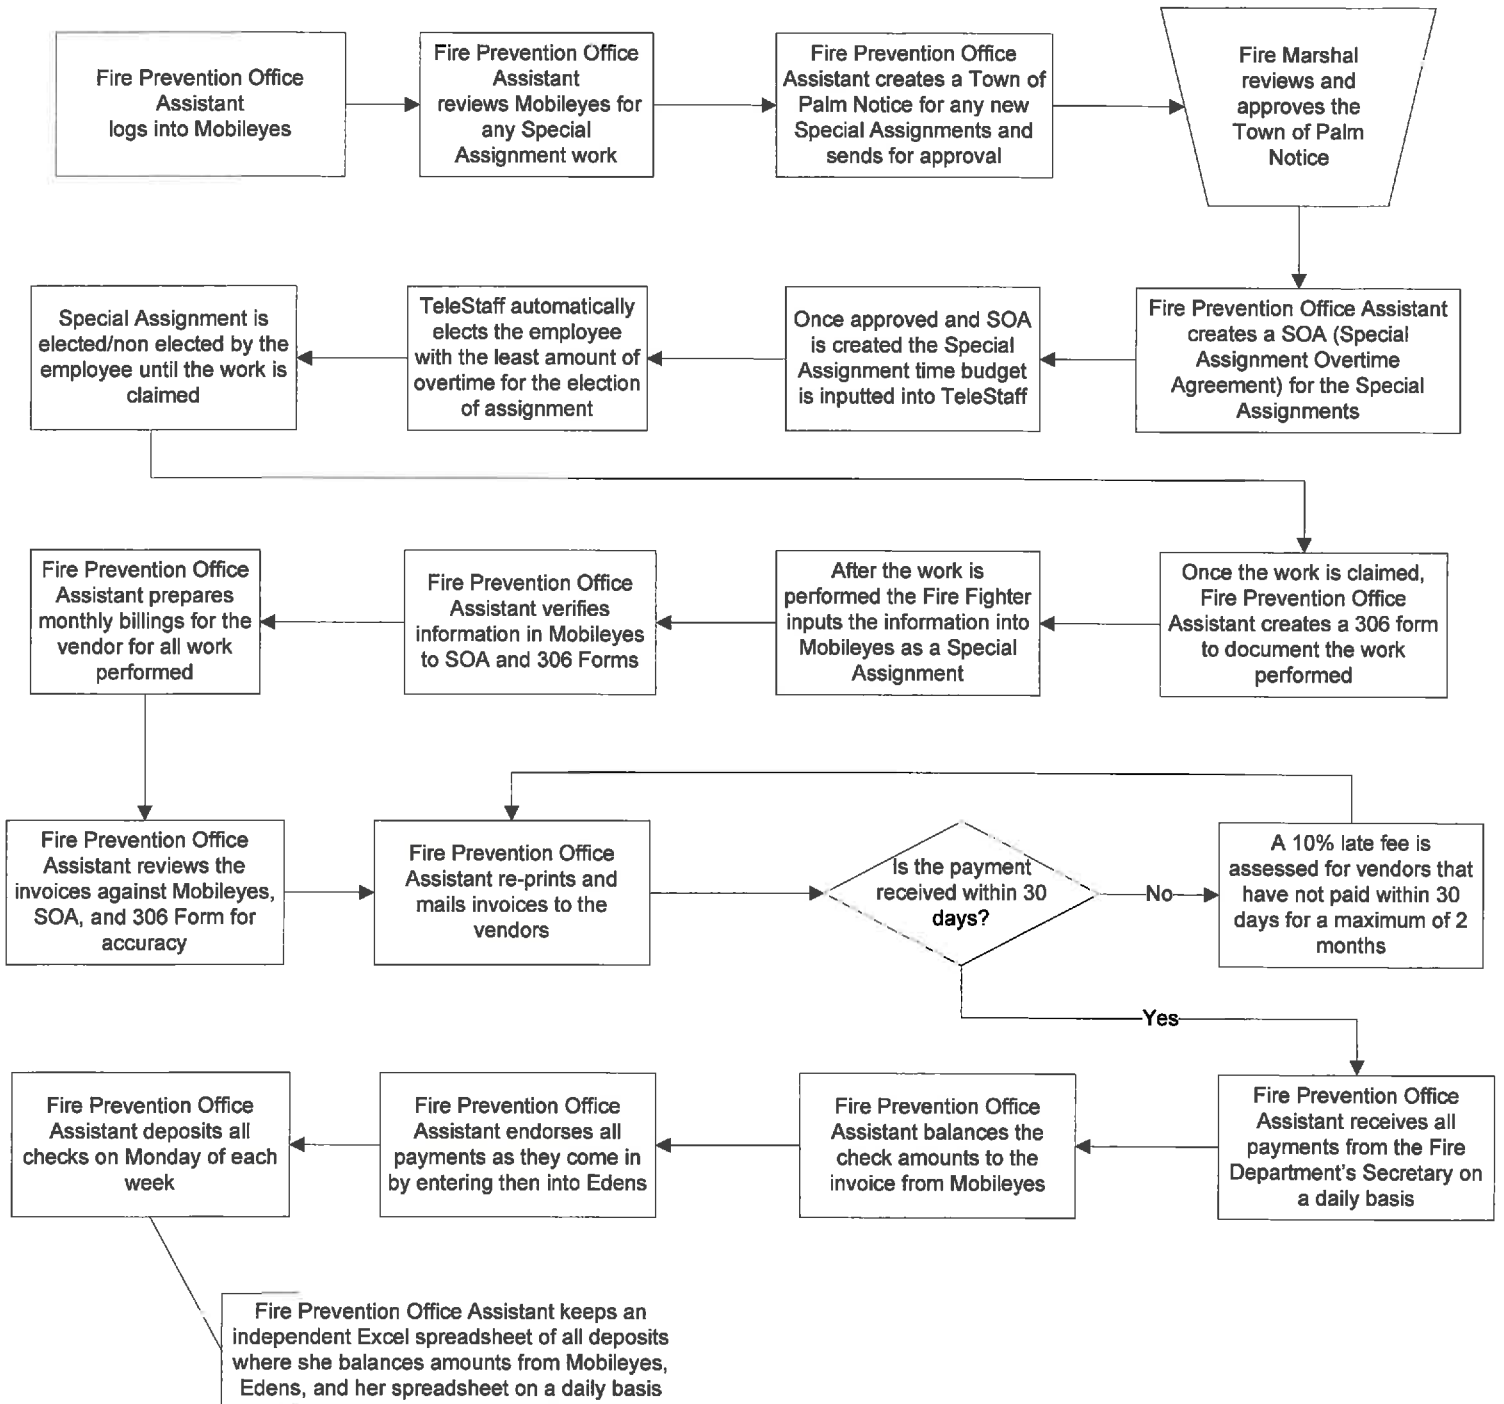 Fire Prevention Office
Assistant
logs into Mobileyes
Fire Prevention Office
Assistant
reviews Mobileyes for
any Special
Assignment work
Fire Prevention Office
Assistant creates a Town of
Palm Notice for any new
Special Assignments and
sends for approval
Fire Marshal
reviews and
approves the
Town of Palm
Notice
Fire Prevention Office Assistant
creates a SOA (Special
Assignment Overtime
Agreement) for the Special
Assignments
Once approved and SOA
is created the Special
Assignment time budget
is inputted into TeleStaff
TeleStaff automatically
elects the employee
with the least amount of
overtime for the election
of assignment
Special Assignment is
elected/non elected by the
employee until the work is
claimed
Once the work is claimed,
Fire Prevention Office
Assistant creates a 306 form
to document the work
performed
After the work is
performed the Fire Fighter
inputs the information into
Mobileyes as a Special
Assignment
Fire Prevention Office
Assistant verifies
information in Mobileyes
to SOA and 306 Forms
Fire Prevention Office
Assistant prepares
monthly billings for the
vendor for all work
performed
Fire Prevention Office
Assistant reviews the
invoices against Mobileyes,
SOA, and 306 Form for
accuracy
Fire Prevention Office
Assistant re-prints and
mails invoices to the
vendors
Is the payment
received within 30
days?
No
A 10% late fee is
assessed for vendors that
have not paid within 30
days for a maximum of 2
months
Yes
Fire Prevention Office
Assistant receives all
payments from the Fire
Department's Secretary on
a daily basis
Fire Prevention Office
Assistant balances the
check amounts to the
invoice from Mobileyes
Fire Prevention Office
Assistant endorses all
payments as they come in
by entering then into Edens
Fire Prevention Office
Assistant deposits all
checks on Monday of each
week
Fire Prevention Office Assistant keeps an
independent Excel spreadsheet of all deposits
where she balances amounts from Mobileyes,
Edens, and her spreadsheet on a daily basis